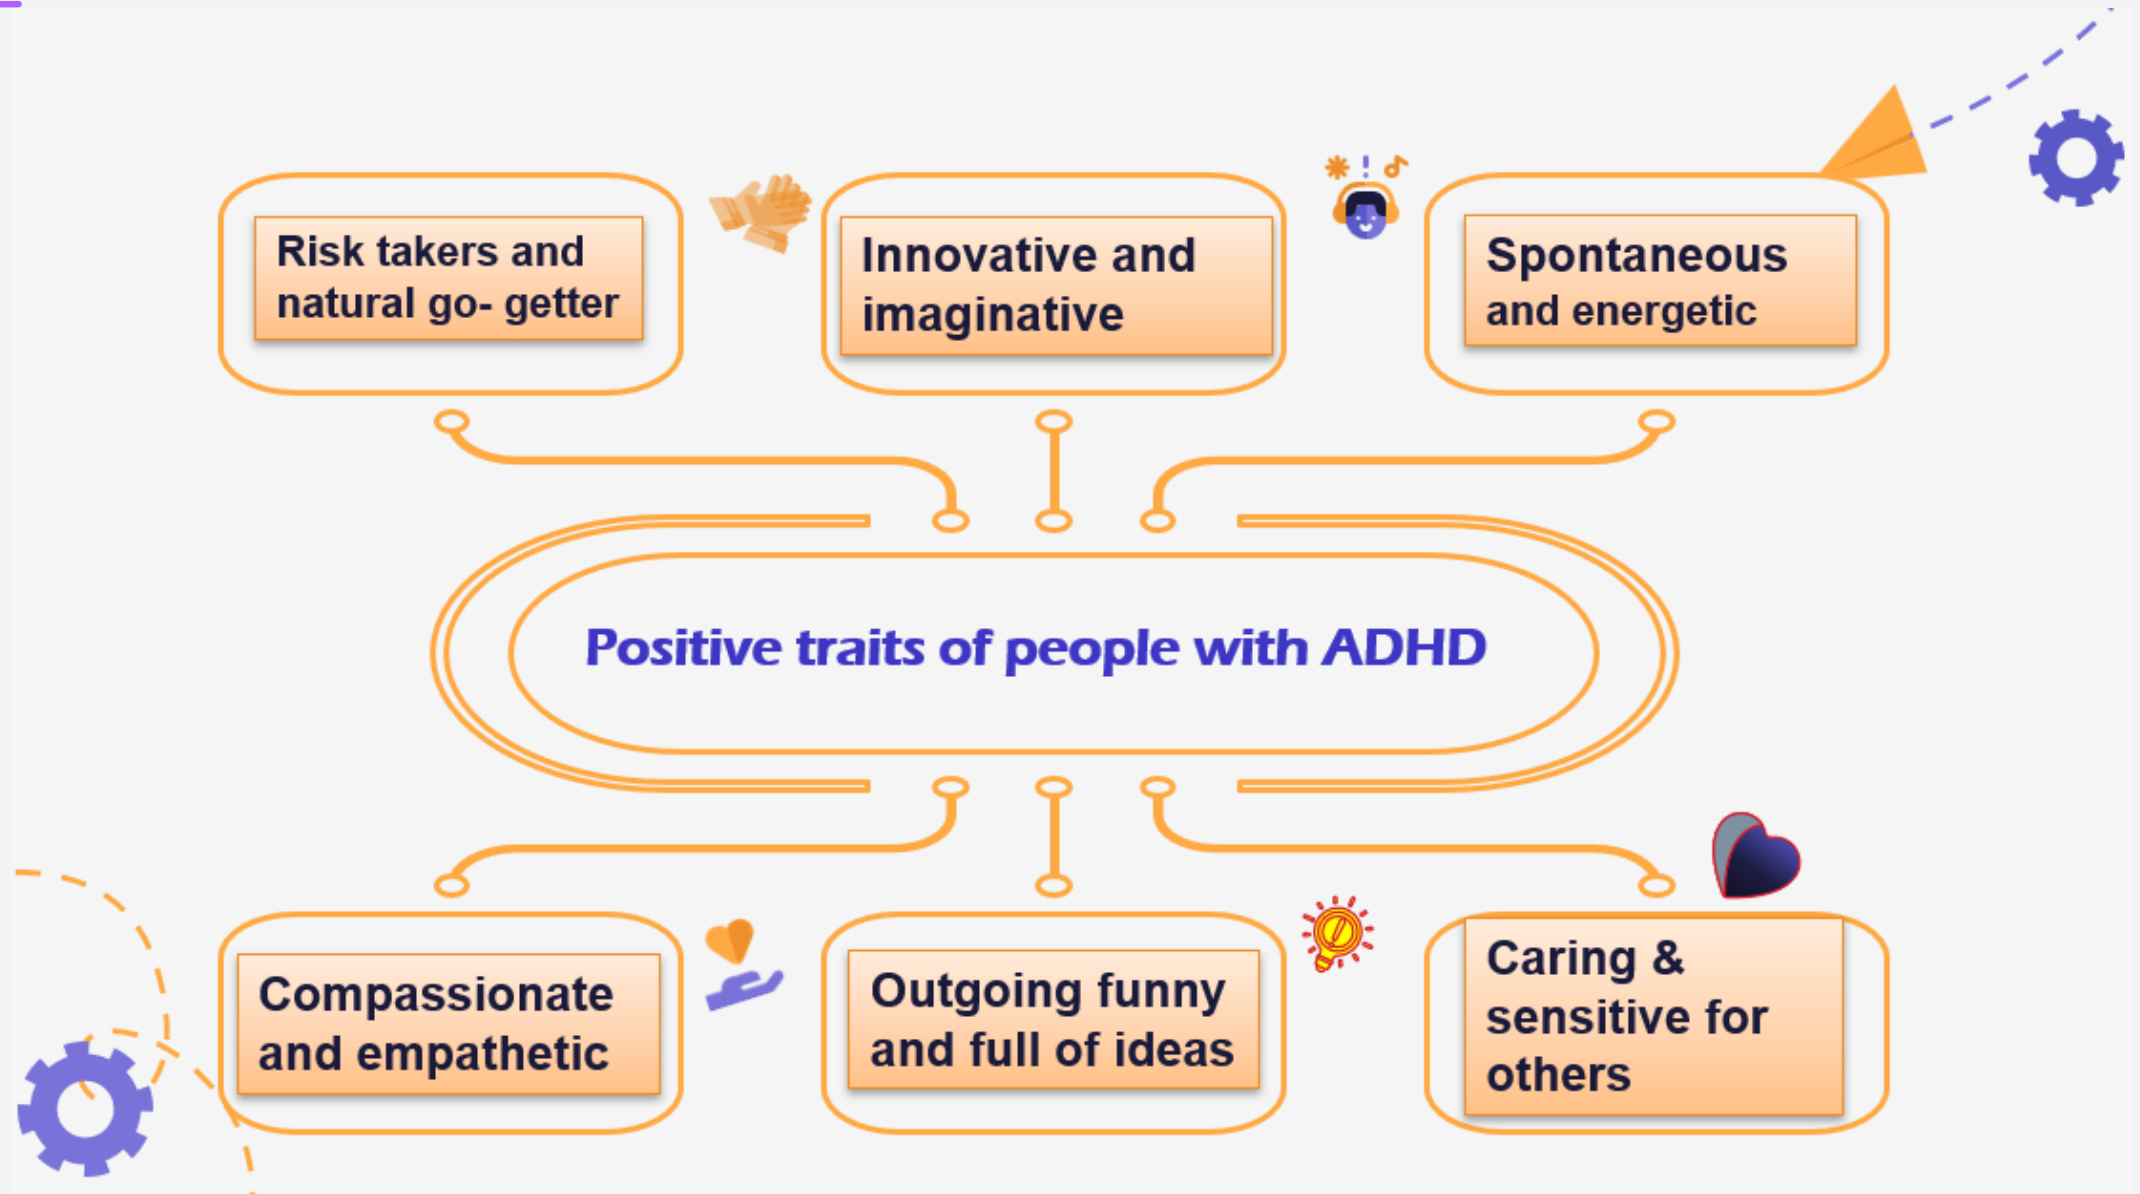 Risk takers and
natural go- getter
Innovative and
imaginative
Spontaneous
and energetic
Positive traits of people with ADHD
Compassionate
and empathetic
Outgoing funny
and full of ideas
Caring &
sensitive for
others